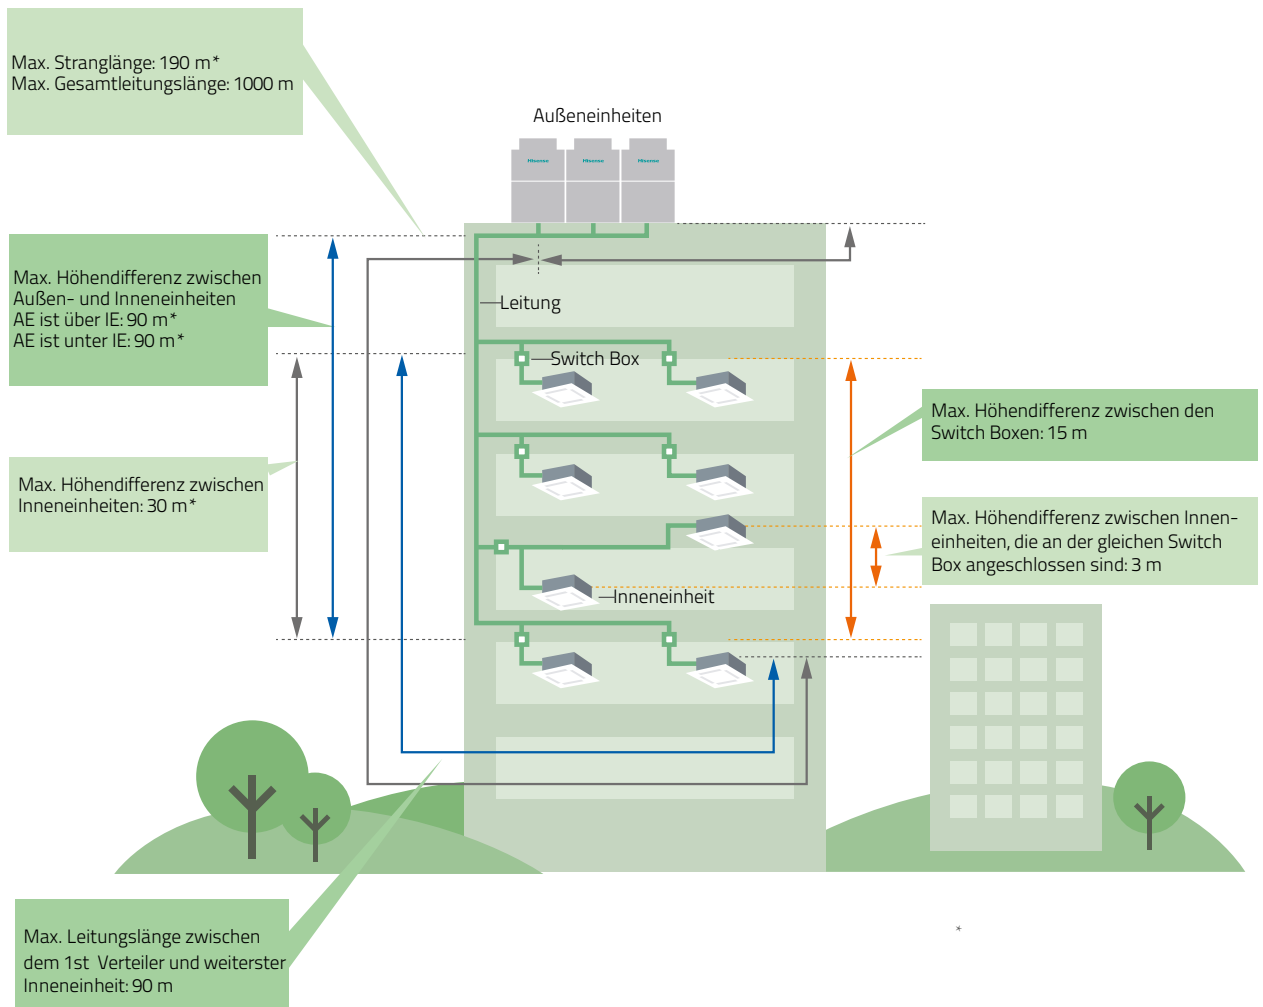 Max. Stranglänge: 190 m*
Max. Gesamtleitungslänge: 1000 m
Außeneinheiten
Hisense Hisense Hisense
Max. Höhendifferenz zwischen
Außen- und Inneneinheiten
AE ist über IE: 90 m*
AE ist unter IE: 90 m*
Leitung
Switch Box
Max. Höhendifferenz zwischen den
Switch Boxen: 15 m
Max. Höhendifferenz zwischen
Inneneinheiten: 30 m*
Max. Höhendifferenz zwischen Innen-
einheiten, die an der gleichen Switch
Box angeschlossen sind: 3 m
Inneneinheit
Max. Leitungslänge zwischen
dem 1st Verteiler und weiterster
Inneneinheit: 90 m
*